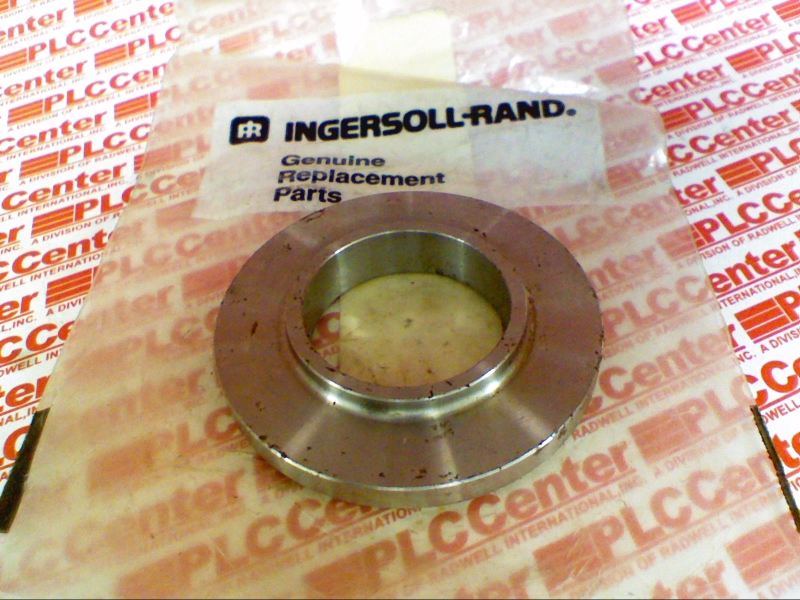 IR INGERSOLL-RAND®
Genuine
Replacement
Parts
PLCCenter
A DIVISION OF RADWELL INTERNATIONAL, INC.